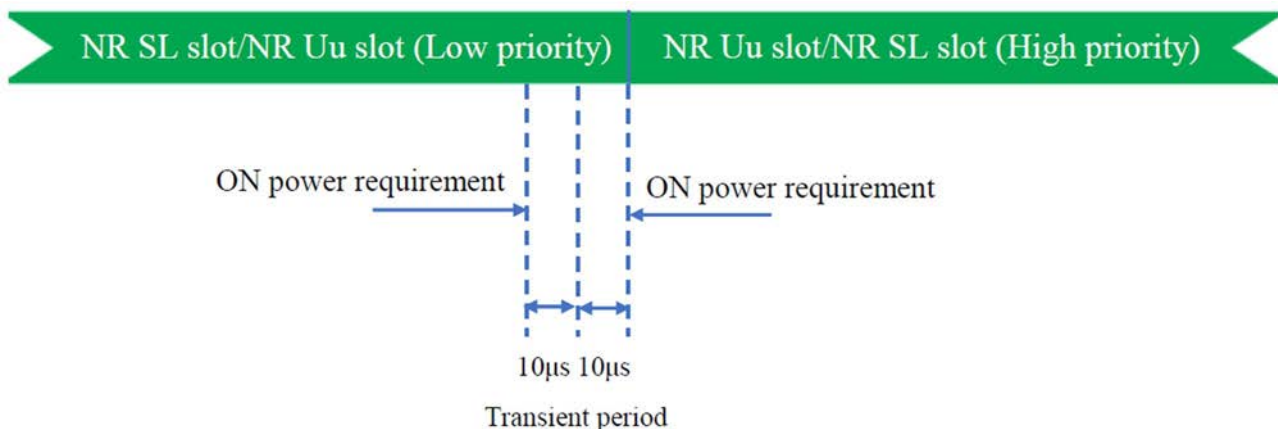 NR SL slot/NR Uu slot (Low priority)
NR Uu slot/NR SL slot (High priority)
ON power requirement
ON power requirement
10μs 10μs
Transient period